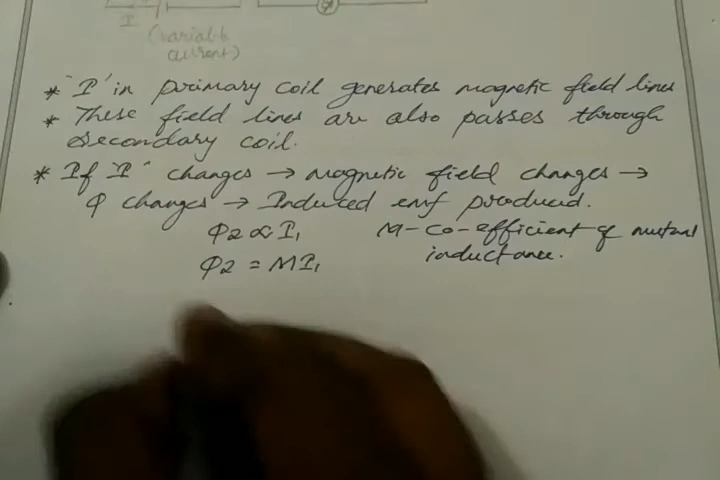 I
(variable
current)
* "I" in primary coil generates magnetic field lines
* These field lines are also passes through
secondary coil.
* If "I" changes → magnetic field changes →
φ changes → Induced emf produced.
φ2 ∝ I1 M-Co-efficient of mutual
φ2 = MI1 inductance.